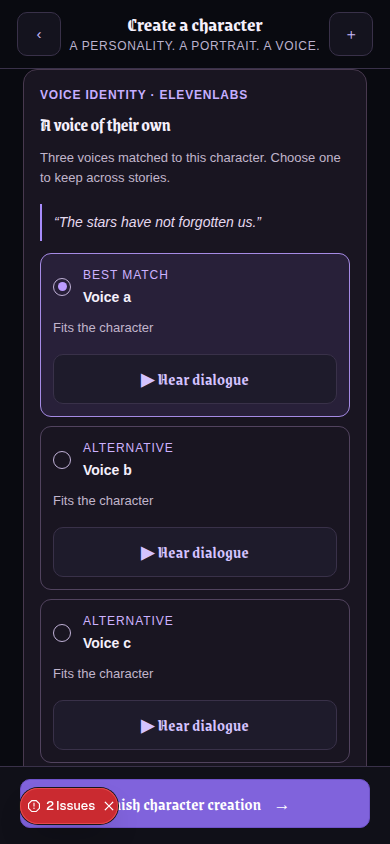 ‹
Create a character
+
A PERSONALITY. A PORTRAIT. A VOICE.
VOICE IDENTITY · ELEVENLABS
A voice of their own
Three voices matched to this character. Choose one
to keep across stories.
“The stars have not forgotten us.”
BEST MATCH
Voice a
Fits the character
▶ Hear dialogue
ALTERNATIVE
Voice b
Fits the character
▶ Hear dialogue
ALTERNATIVE
Voice c
Fits the character
▶ Hear dialogue
2 Issues ×
character creation →